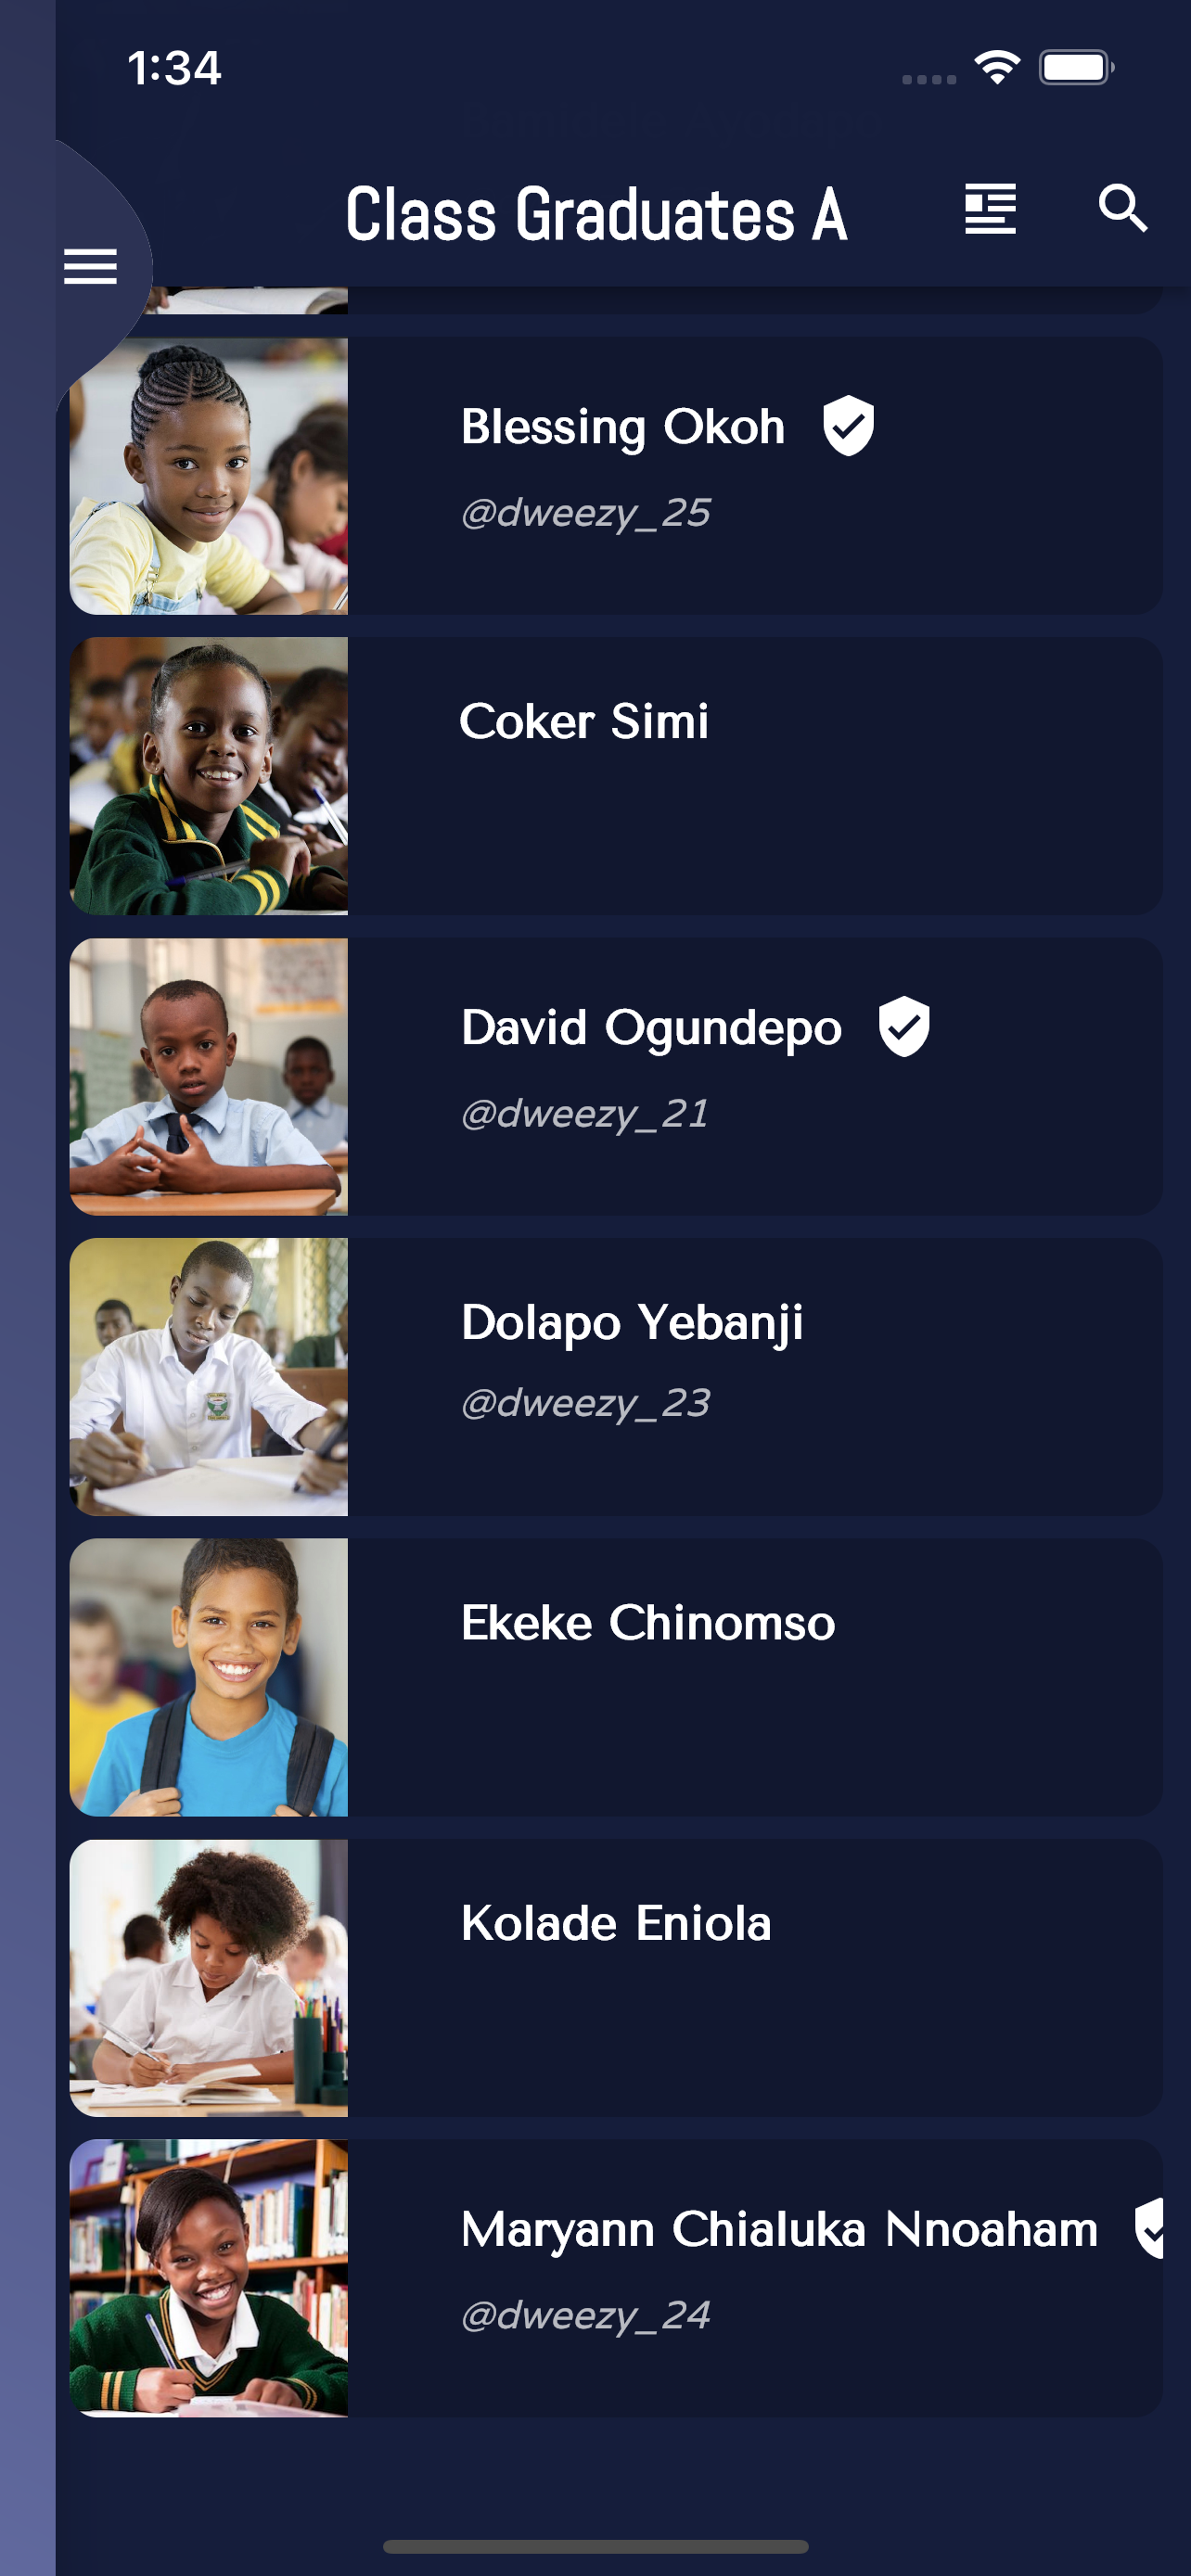 1:34
Class Graduates A
Blessing Okoh
@dweezy_25
Coker Simi
David Ogundepo
@dweezy_21
Dolapo Yebanji
@dweezy_23
Ekeke Chinomso
Kolade Eniola
Maryann Chialuka Nnoaham
@dweezy_24